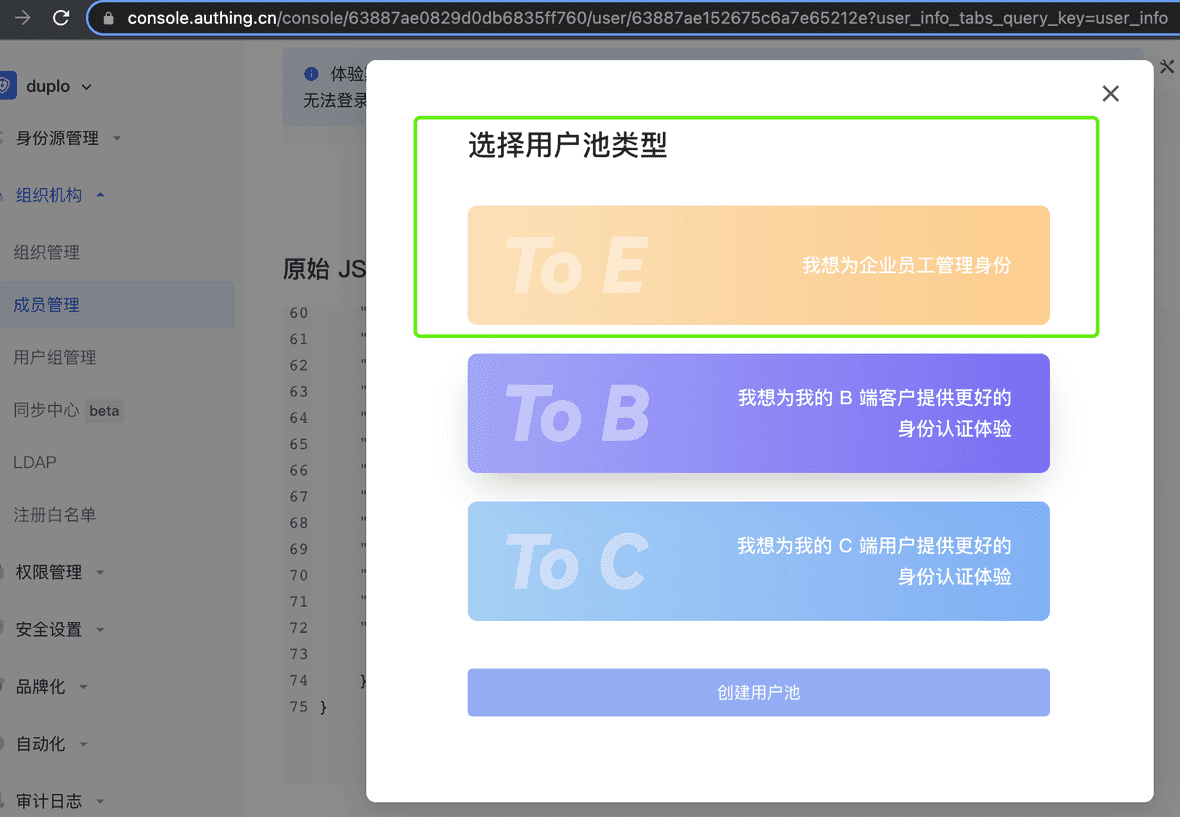 console.authing.cn/console/63887ae0829d0db6835ff760/user/63887ae152675c6a7e65212e?user_info_tabs_query_key=user_info
duplo
体验
无法登录
身份源管理
组织机构
组织管理
成员管理
用户组管理
同步中心 beta
LDAP
注册白名单
权限管理
安全设置
品牌化
自动化
审计日志
原始 JS
60 "
61 "
62 "
63 "
64 "
65 "
66 "
67 "
68 "
69 "
70 "
71 "
72 "
73
74 }
75 }
选择用户池类型
To E
我想为企业员工管理身份
To B
我想为我的 B 端客户提供更好的
身份认证体验
To C
我想为我的 C 端用户提供更好的
身份认证体验
创建用户池